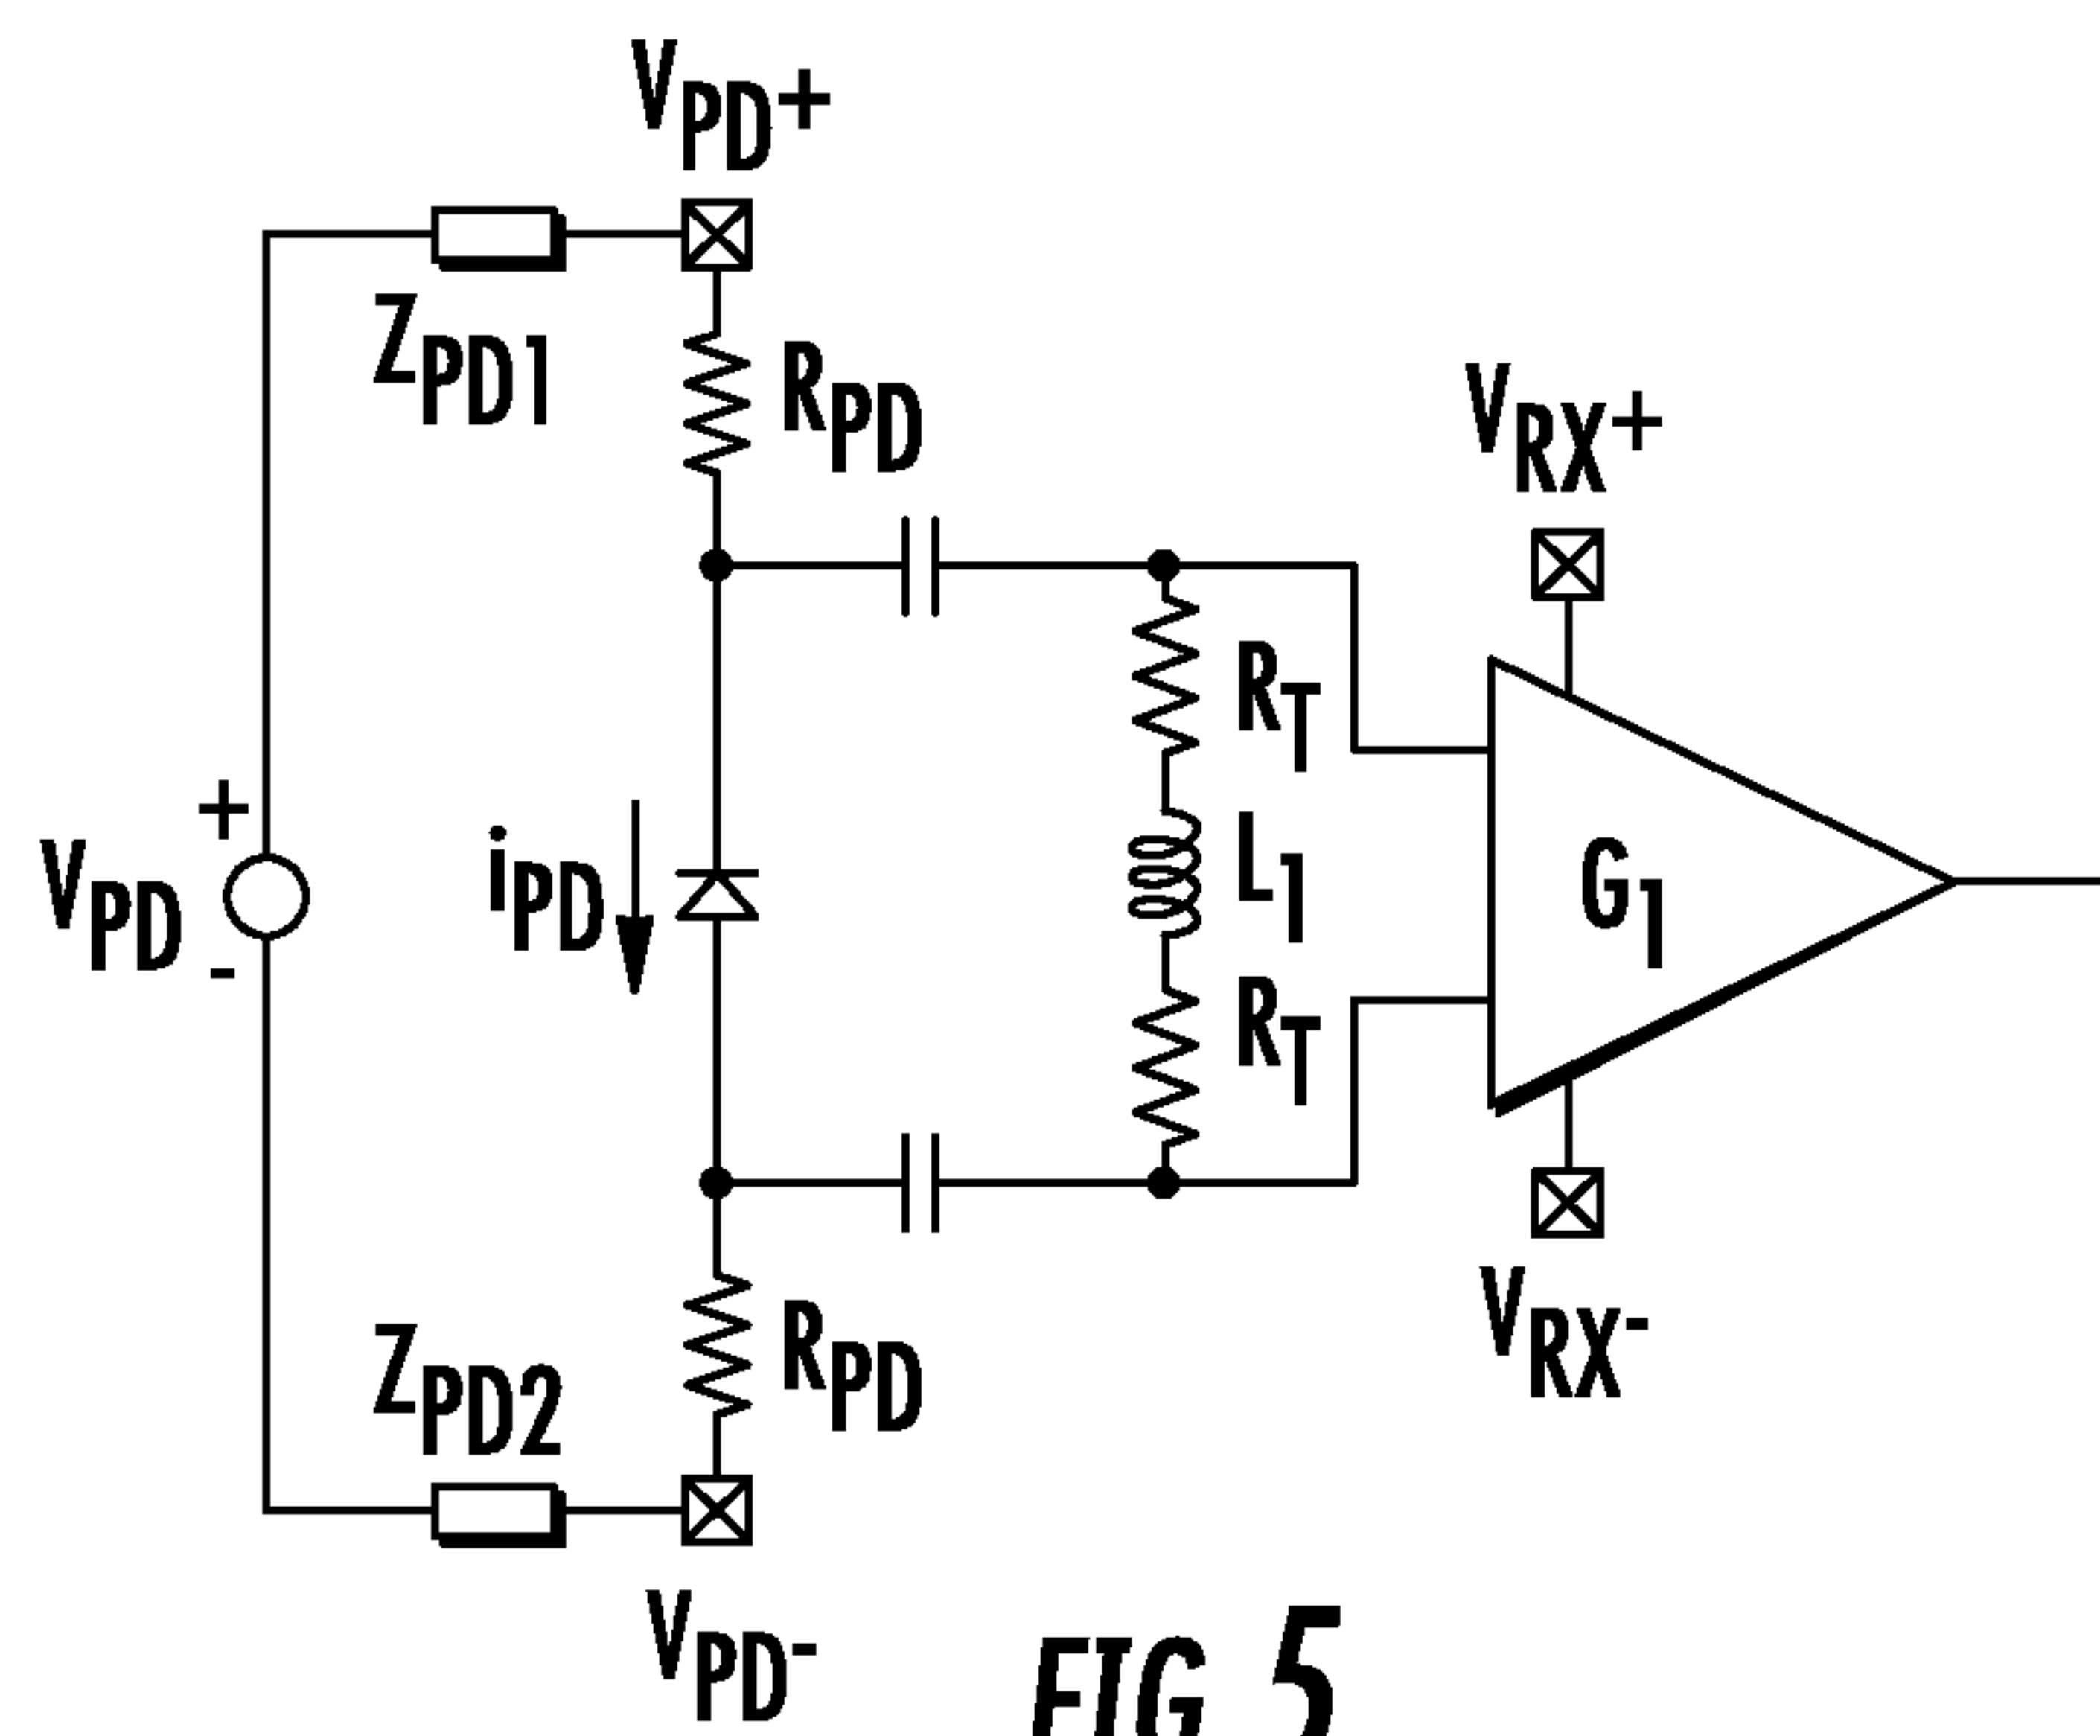 VPD+
ZPD1
RPD
VRX+
RT
VPD
+
-
iPD
L1
G1
RT
VRX-
ZPD2
RPD
VPD-
FIG 5